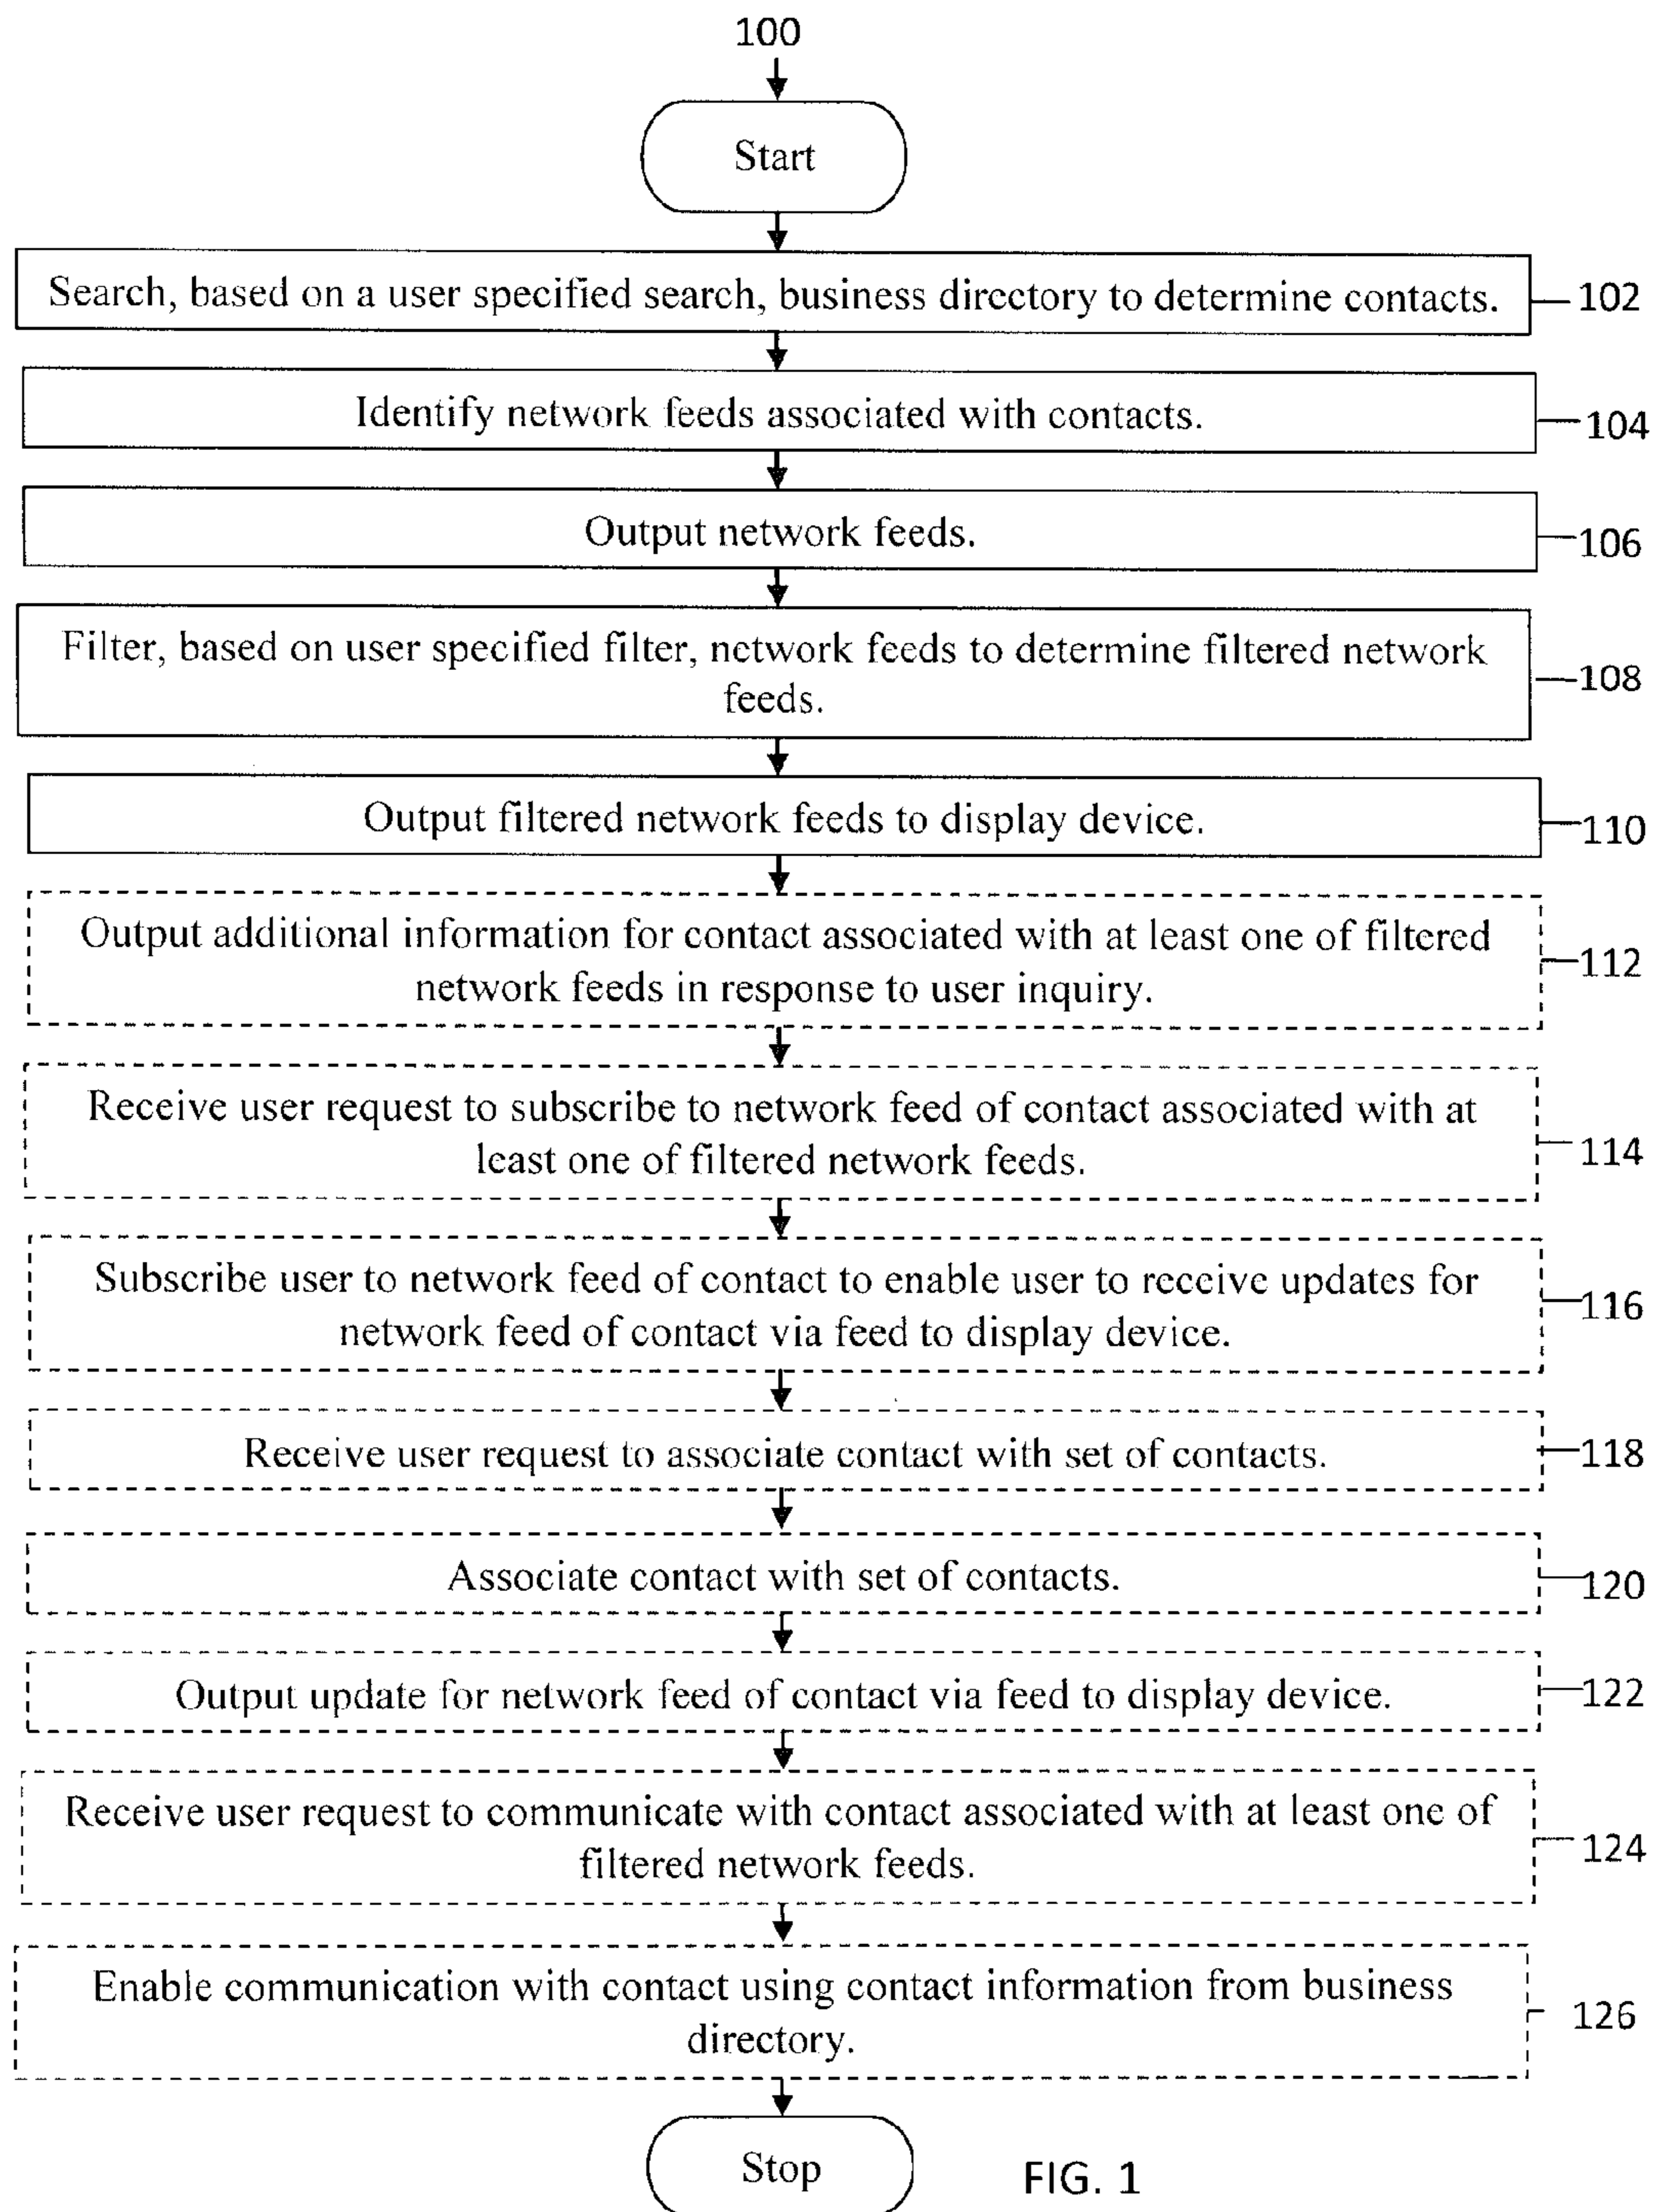 100
Start
Search, based on a user specified search, business directory to determine contacts.
102
Identify network feeds associated with contacts.
104
Output network feeds.
106
Filter, based on user specified filter, network feeds to determine filtered network
feeds.
108
Output filtered network feeds to display device.
110
Output additional information for contact associated with at least one of filtered
network feeds in response to user inquiry.
112
Receive user request to subscribe to network feed of contact associated with at
least one of filtered network feeds.
114
Subscribe user to network feed of contact to enable user to receive updates for
network feed of contact via feed to display device.
116
Receive user request to associate contact with set of contacts.
118
Associate contact with set of contacts.
120
Output update for network feed of contact via feed to display device.
122
Receive user request to communicate with contact associated with at least one of
filtered network feeds.
124
Enable communication with contact using contact information from business
directory.
126
Stop
FIG. 1